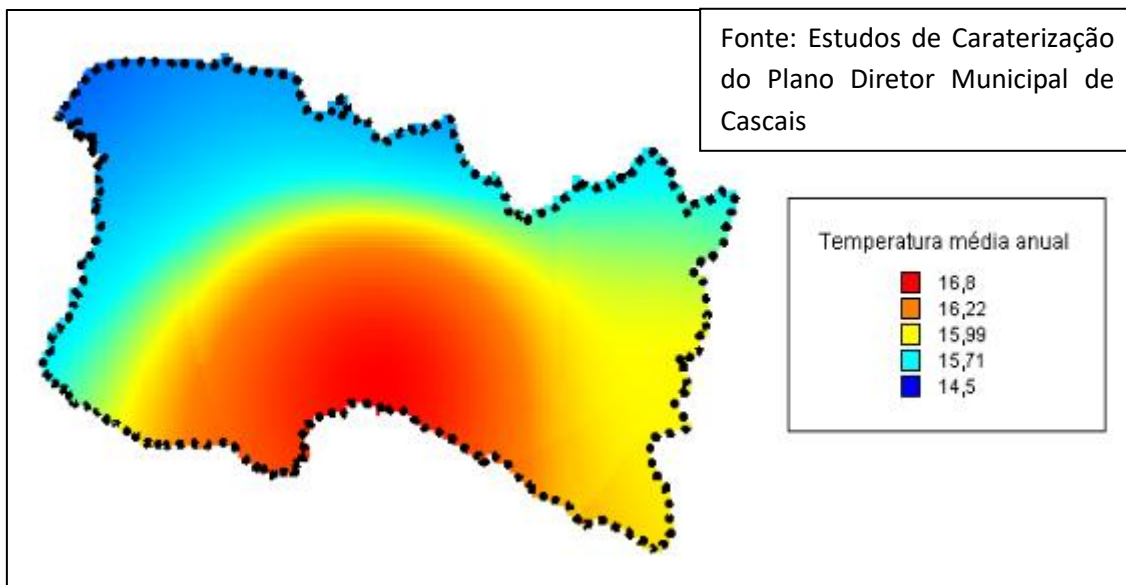 Fonte: Estudos de Caraterização
do Plano Diretor Municipal de
Cascais
Temperatura média anual
16,8
16,22
15,99
15,71
14,5